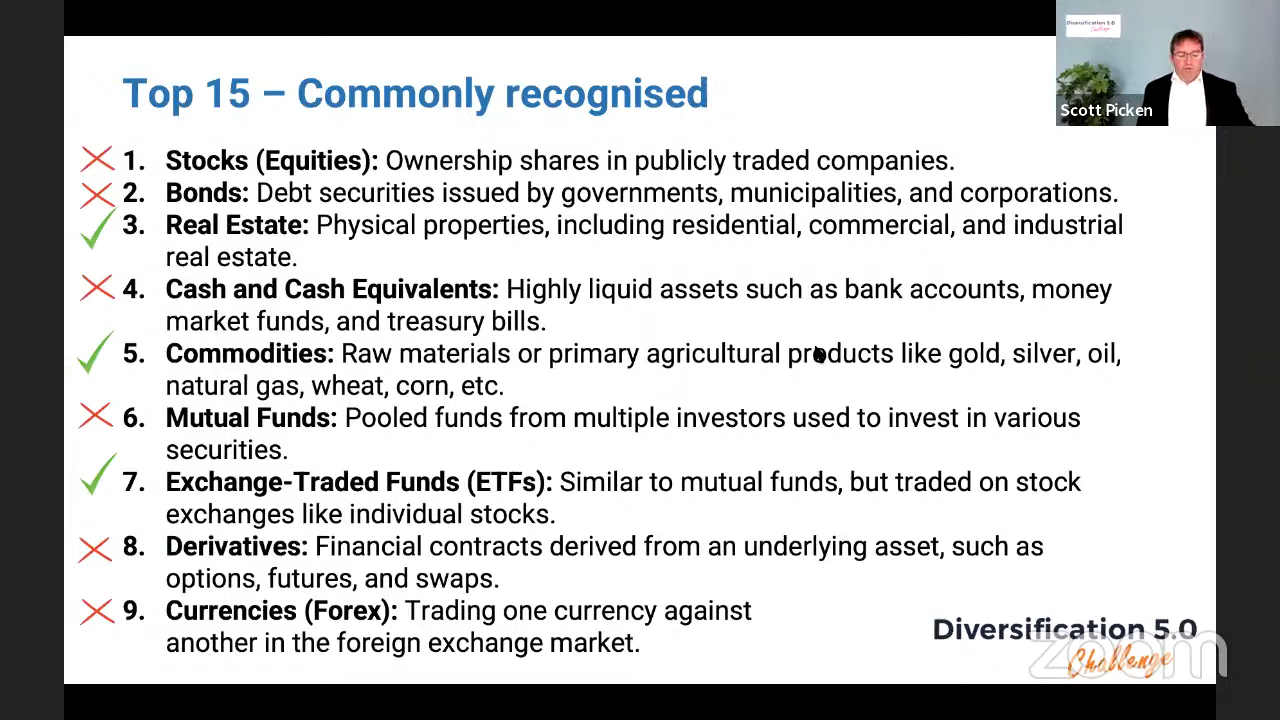 Diversification 5.0
Challenge
Scott Picken
Top 15 – Commonly recognised
1. Stocks (Equities): Ownership shares in publicly traded companies.
2. Bonds: Debt securities issued by governments, municipalities, and corporations.
3. Real Estate: Physical properties, including residential, commercial, and industrial
real estate.
4. Cash and Cash Equivalents: Highly liquid assets such as bank accounts, money
market funds, and treasury bills.
5. Commodities: Raw materials or primary agricultural products like gold, silver, oil,
natural gas, wheat, corn, etc.
6. Mutual Funds: Pooled funds from multiple investors used to invest in various
securities.
7. Exchange-Traded Funds (ETFs): Similar to mutual funds, but traded on stock
exchanges like individual stocks.
8. Derivatives: Financial contracts derived from an underlying asset, such as
options, futures, and swaps.
9. Currencies (Forex): Trading one currency against
another in the foreign exchange market.
Diversification 5.0
Challenge
zoom